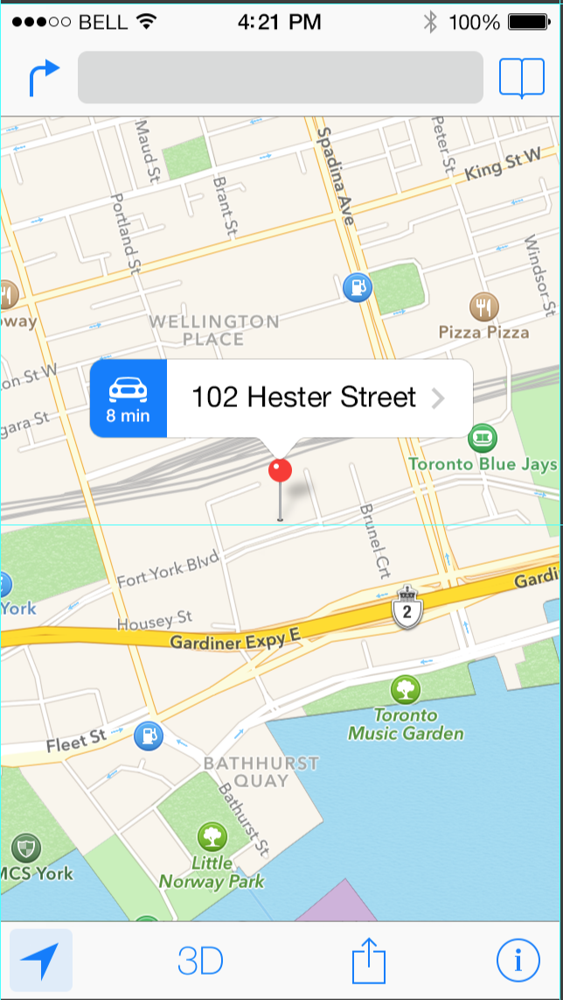 BELL 4:21 PM 100%
Maud St
Spadina Ave
Peter St
King St W
Brant St
Portland St
Windsor St
way
WELLINGTON
PLACE
Pizza Pizza
on St W
8 min
102 Hester Street
gara St
Toronto Blue Jays
Brunel Crt
Fort York Blvd
York
Gardi
2
Housey St
Gardiner Expy E
Toronto
Music Garden
Fleet St
BATHHURST
QUAY
Bathurst St
MCS York
Little
Norway Park
3D
i